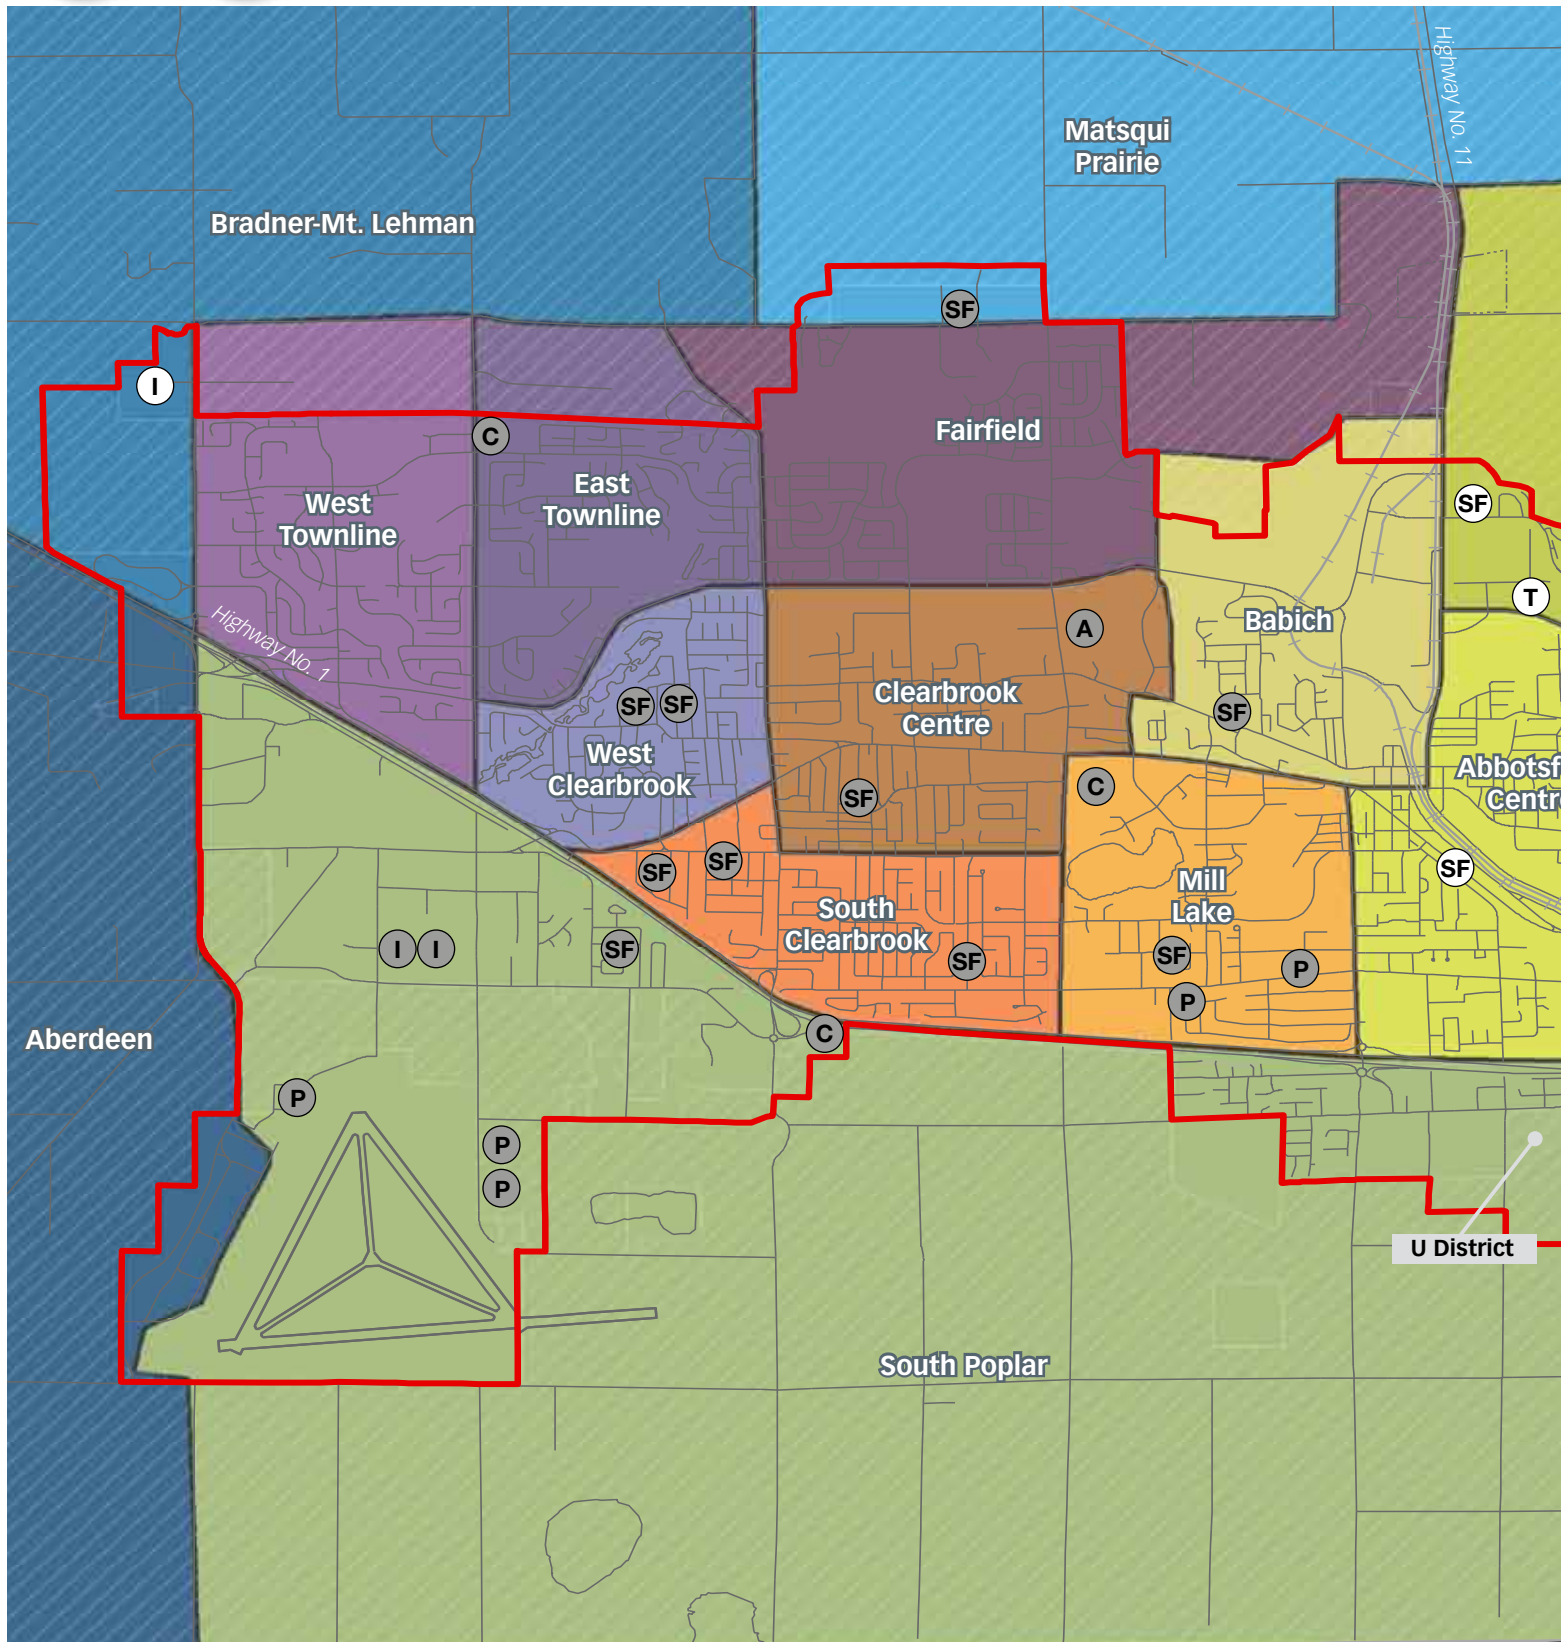 Highway No. 11
Matsqui
Prairie
Bradner-Mt. Lehman
SF
I
C
Fairfield
West
Townline
East
Townline
SF
T
Highway No. 1
A
Babich
Clearbrook
Centre
SF
SF
SF
West
Clearbrook
Abbotsf
Centr
C
SF
SF
SF
SF
Mill
Lake
South
Clearbrook
I
I
SF
SF
SF
P
P
C
Aberdeen
P
P
P
U District
South Poplar